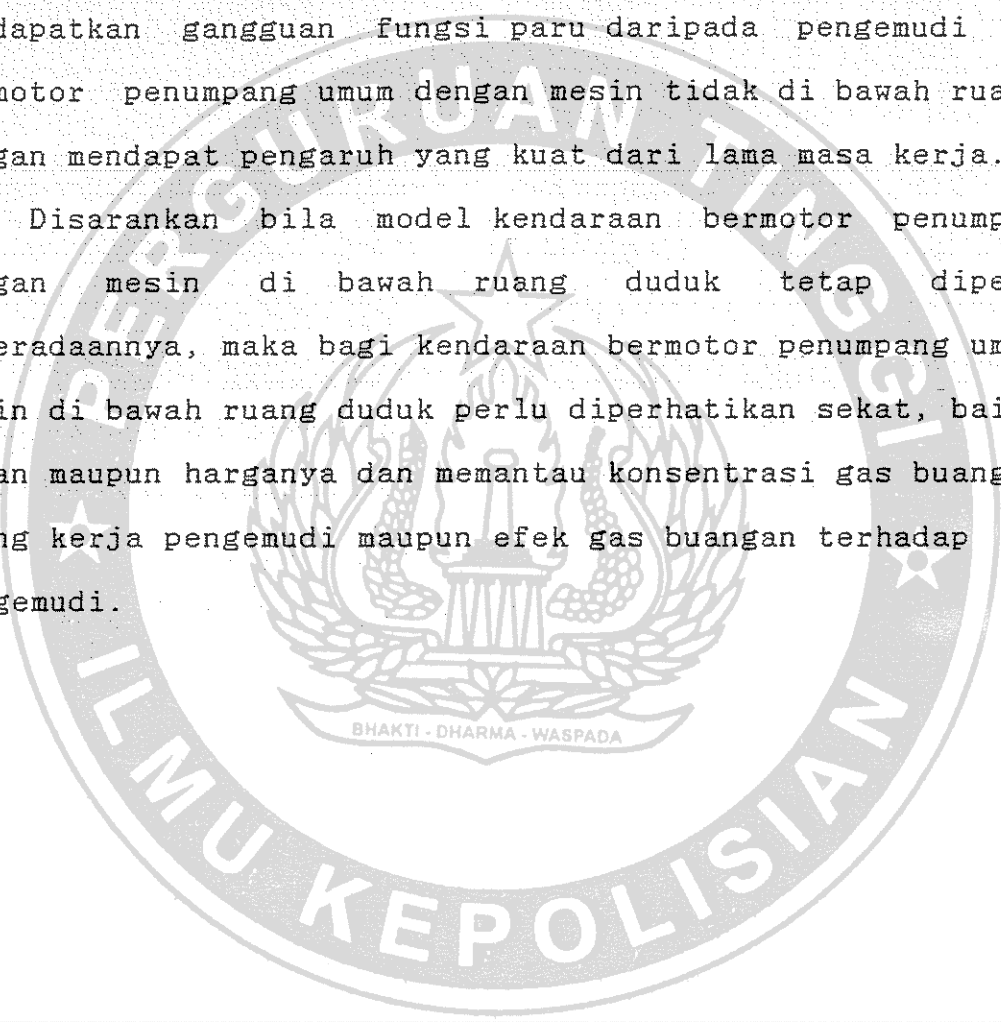 dapatkan gangguan fungsi paru daripada pengemudi
motor penumpang umum dengan mesin tidak di bawah rua
gan mendapat pengaruh yang kuat dari lama masa kerja.
Disarankan bila model kendaraan bermotor penump
gan mesin di bawah ruang duduk tetap dipe
eradaannya, maka bagi kendaraan bermotor penumpang um
in di bawah ruang duduk perlu diperhatikan sekat, bai
an maupun harganya dan memantau konsentrasi gas buang
ng kerja pengemudi maupun efek gas buangan terhadap
gemudi.
PERGURUAN TINGGI
BHAKTI - DHARMA - WASPADA
ILMU KEPOLISIAN